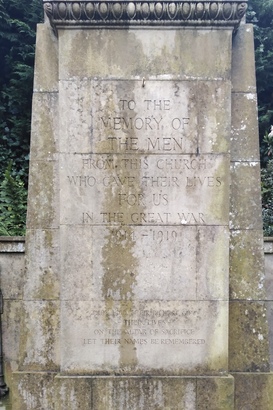 TO THE
MEMORY OF
THE MEN
FROM THIS CHURCH
WHO GAVE THEIR LIVES
FOR US
IN THE GREAT WAR
1914 - 1919
LET THEIR NAMES BE REMEMBERED